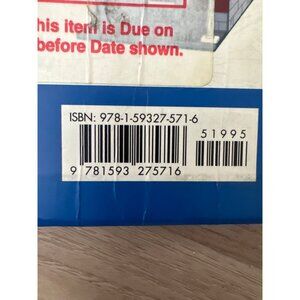 his item is Due on
before Date shown.
ISBN: 978-1-59327-571-6
51995
9 781593 275716